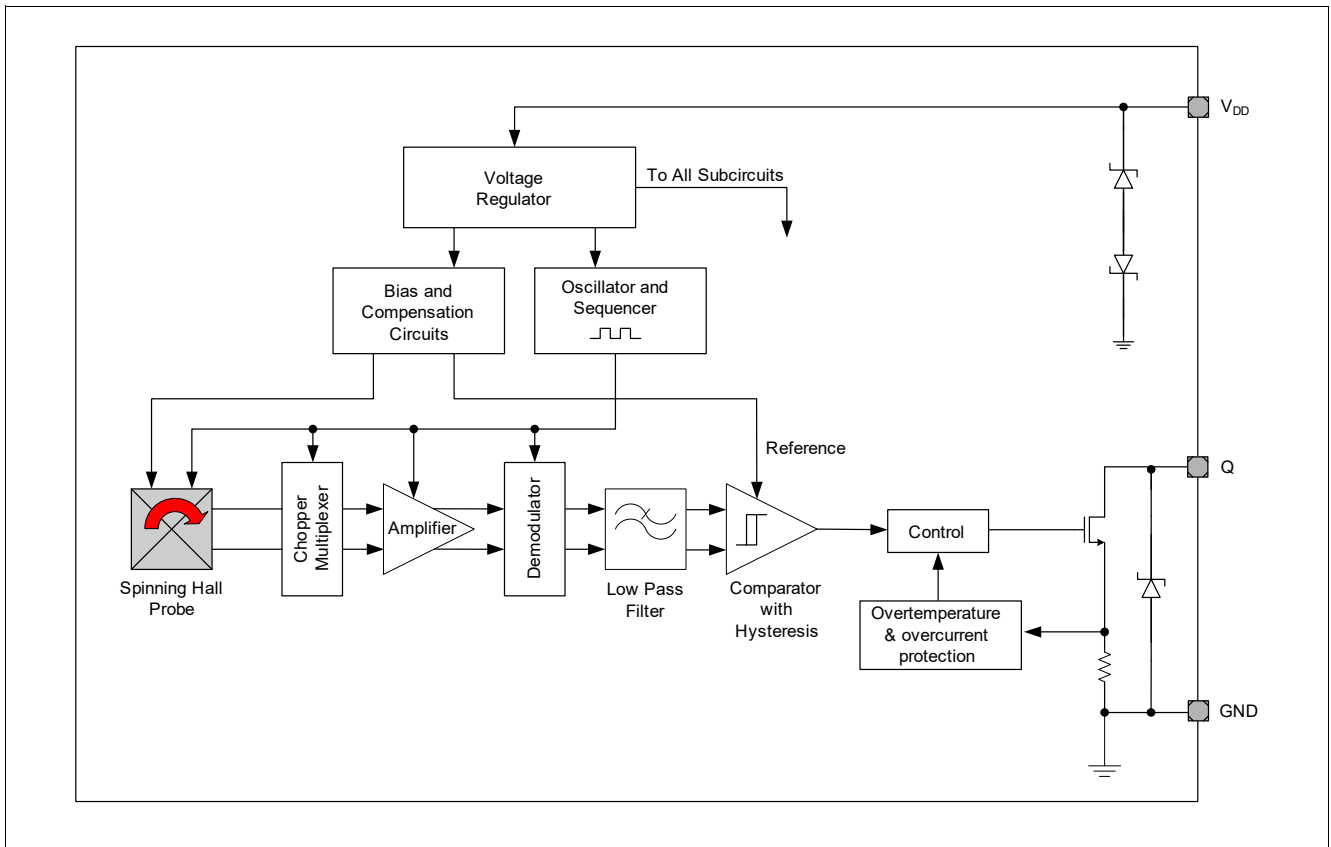 V_DD
Voltage
Regulator
To All Subcircuits
Bias and
Compensation
Circuits
Oscillator and
Sequencer
Reference
Q
Chopper
Multiplexer
Amplifier
Demodulator
Control
Spinning Hall
Probe
Low Pass
Filter
Comparator
with
Hysteresis
Overtemperature
& overcurrent
protection
GND